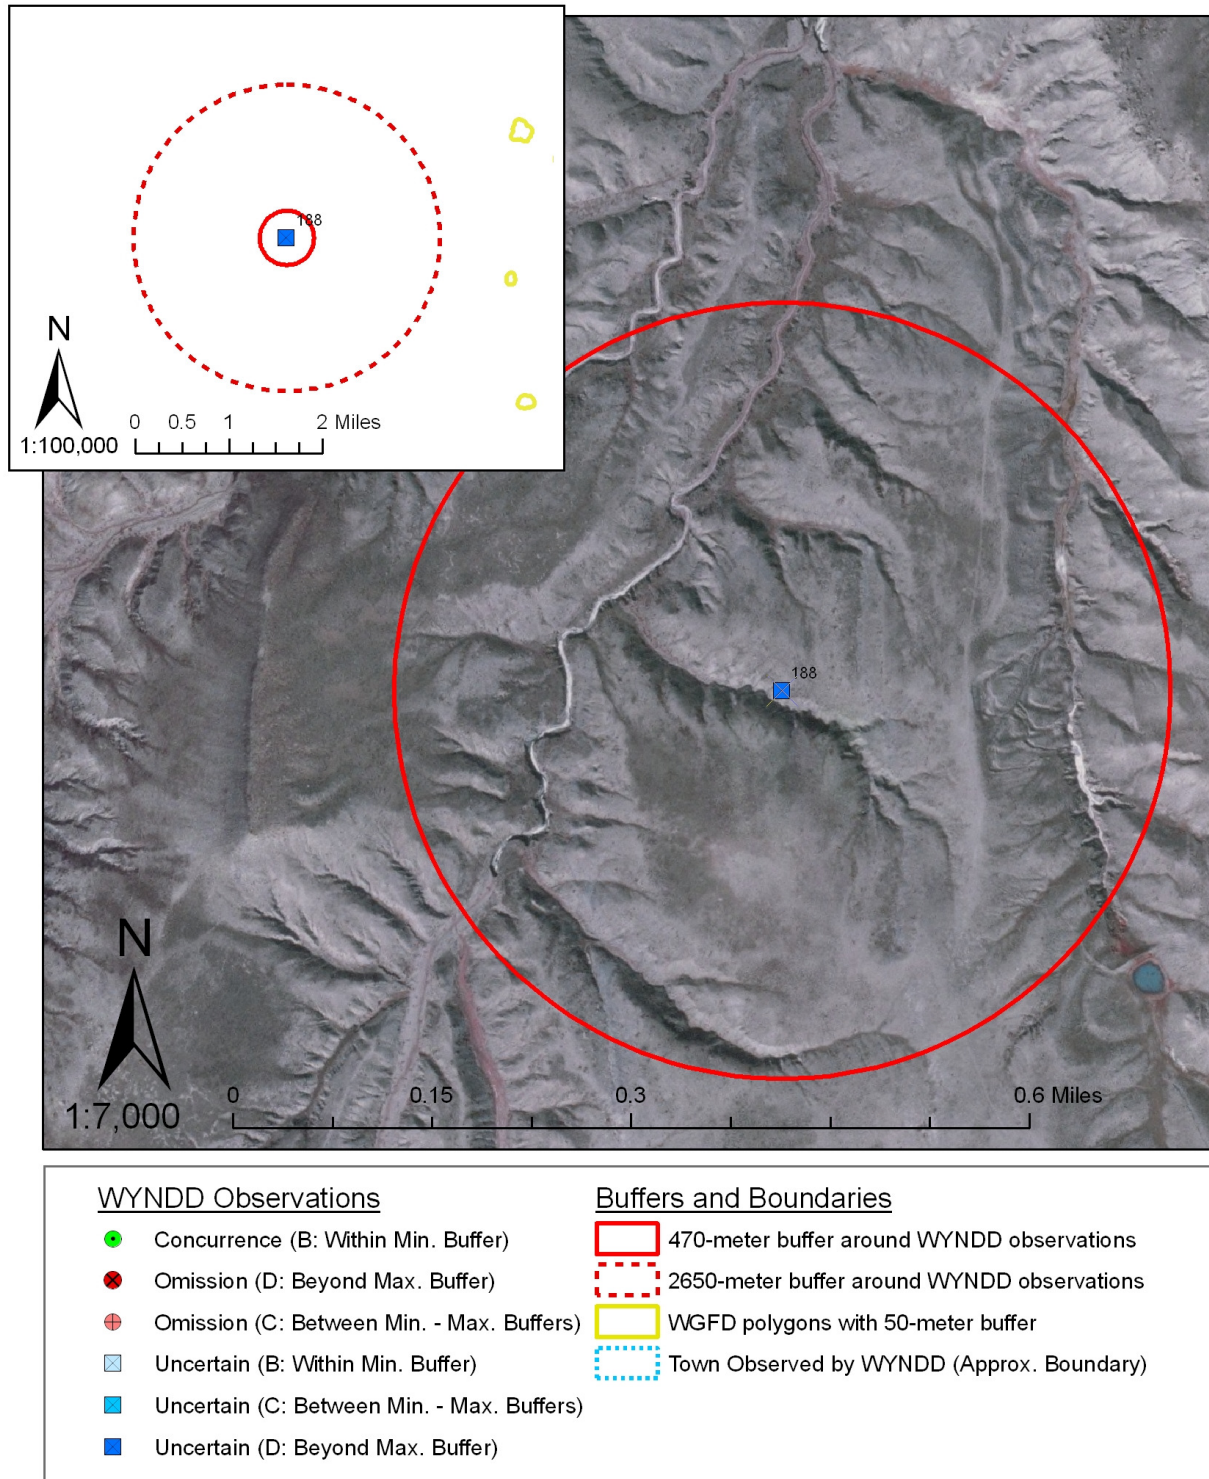 188
N
1:100,000
0 0.5 1 2 Miles
188
N
1:7,000
0 0.15 0.3 0.6 Miles
WYNDD Observations
Concurrence (B: Within Min. Buffer)
Omission (D: Beyond Max. Buffer)
Omission (C: Between Min. - Max. Buffers)
Uncertain (B: Within Min. Buffer)
Uncertain (C: Between Min. - Max. Buffers)
Uncertain (D: Beyond Max. Buffer)
Buffers and Boundaries
470-meter buffer around WYNDD observations
2650-meter buffer around WYNDD observations
WGFD polygons with 50-meter buffer
Town Observed by WYNDD (Approx. Boundary)